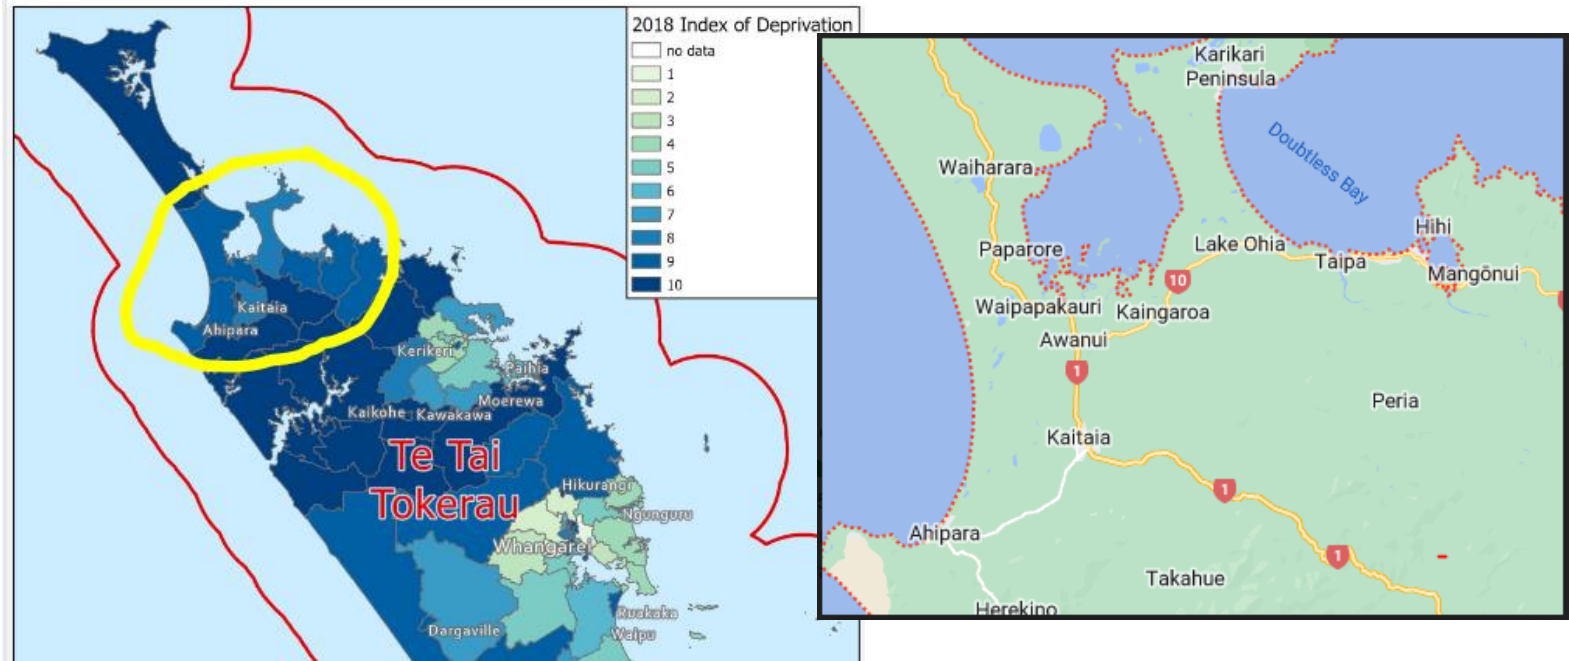 2018 Index of Deprivation
no data
1
2
3
4
5
6
7
8
9
10
Kaitaia
Ahipara
Kerikeri
Paihia
Moerewa
Kaikohe
Kawakawa
Te Tai
Tokerau
Hikurangi
Ngunguru
Whangarei
Ruakaka
Waipu
Dargaville
Karikari
Peninsula
Doubtless Bay
Waiharara
Hihi
Lake Ohia
Paparore
Taipa
Mangōnui
10
Waipapakauri
Kaingaroa
Awanui
1
Peria
Kaitaia
1
Ahipara
1
Takahue
Herekino